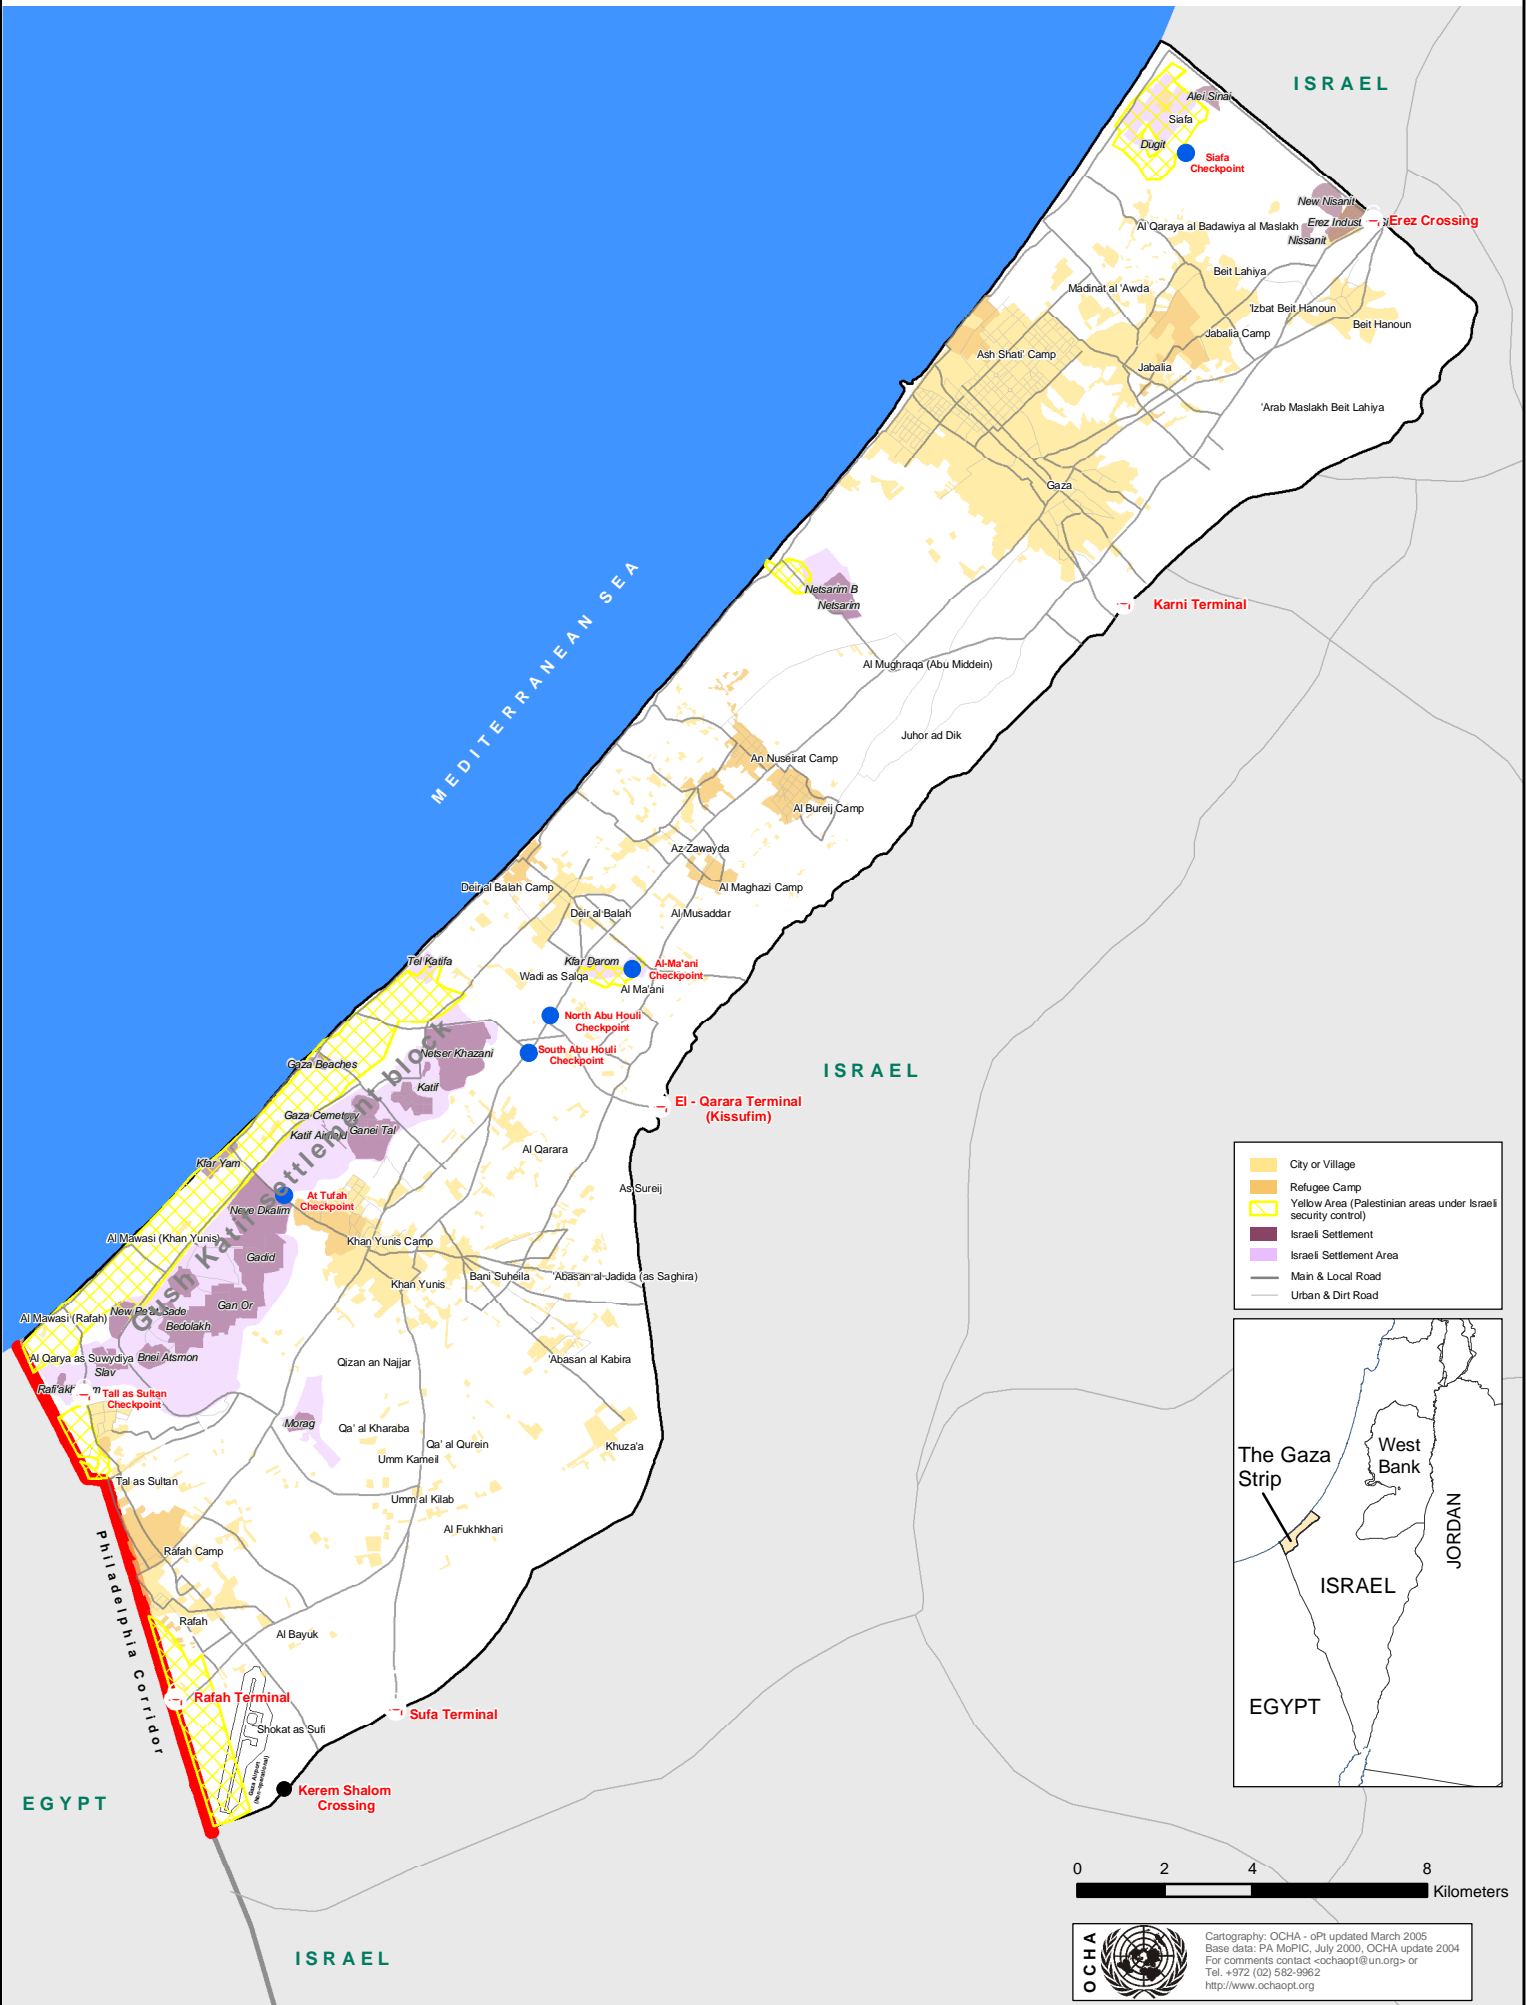 ISRAEL
Alei Sinai
Siafa
Dugit
Siafa
Checkpoint
New Nisanit
Erez Indust
Erez Crossing
Al Qaraya al Badawiya al Maslakh
Nissanit
Beit Lahiya
Madinat al 'Awda
'Izbat Beit Hanoun
Beit Hanoun
Jabalia Camp
Ash Shati' Camp
Jabalia
'Arab Maslakh Beit Lahiya
Gaza
MEDITERRANEAN SEA
Netsarim B
Netsarim
Karni Terminal
Al Mughraqa (Abu Middein)
Juhor ad Dik
An Nuseirat Camp
Al Bureij Camp
Az Zawayda
Deir al Balah Camp
Al Maghazi Camp
Deir al Balah
Al Musaddar
Tel Katifa
Kfar Darom
Al-Ma'ani
Checkpoint
Wadi as Salqa
Al Ma'ani
North Abu Houli
Checkpoint
South Abu Houli
Checkpoint
Netser Khazani
Gaza Beaches
Katif
ISRAEL
El - Qarara Terminal
(Kissufim)
Gaza Cemetery
Katif Airfield
Ganei Tal
Gush Katif settlement block
Al Qarara
Kfar Yam
As Sureij
At Tufah
Checkpoint
Neve Dkalim
Al Mawasi (Khan Yunis)
Khan Yunis Camp
Gadid
Khan Yunis
Bani Suheila
'Abasan al Jadida (as Saghira)
Al Mawasi (Rafah)
New Pe'at Sade
Gan Or
Bedolakh
Al Qarya as Suwydiya
Bnei Atsmon
Slav
Qizan an Najjar
'Abasan al Kabira
Tall as Sultan
Checkpoint
Morag
Qa' al Kharaba
Qa' al Qurein
Khuza'a
Umm Kameil
Tal as Sultan
Umm al Kilab
Al Fukhkhari
Rafah Camp
Philadelphia Corridor
Rafah
Al Bayuk
Rafah Terminal
Sufa Terminal
Shokat as Sufi
Gaza Airport
(Non-operational)
Kerem Shalom
Crossing
EGYPT
ISRAEL
City or Village
Refugee Camp
Yellow Area (Palestinian areas under Israeli
security control)
Israeli Settlement
Israeli Settlement Area
Main & Local Road
Urban & Dirt Road
The Gaza
Strip
West
Bank
JORDAN
ISRAEL
EGYPT
0 2 4 8
Kilometers
OCHA
Cartography: OCHA - oPt updated March 2005
Base data: PA MoPIC, July 2000, OCHA update 2004
For comments contact <ochaopt@un.org> or
Tel. +972 (02) 582-9962
http://www.ochaopt.org